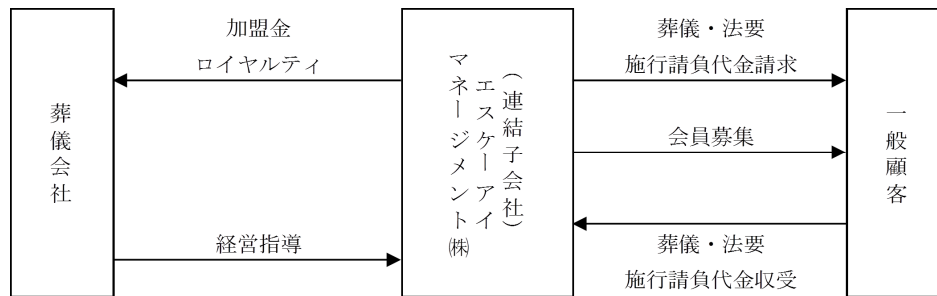 葬儀会社
加盟金
ロイヤルティ
経営指導
(連結子会社)
エスケーアイ
マネージメント㈱
葬儀・法要
施行請負代金請求
会員募集
葬儀・法要
施行請負代金収受
一般顧客